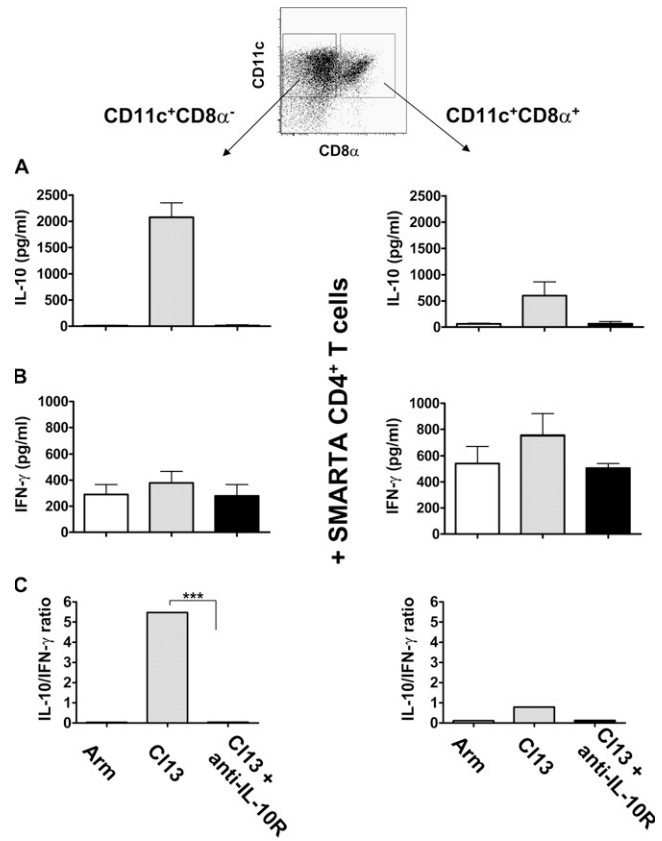 CD11c
CD8α
CD11c⁺CD8α⁻
CD11c⁺CD8α⁺
A
IL-10 (pg/ml)
2500
2000
1500
1000
500
0
IL-10 (pg/ml)
2500
2000
1500
1000
500
0
+ SMARTA CD4⁺ T cells
B
IFN-γ (pg/ml)
1000
800
600
400
200
0
IFN-γ (pg/ml)
1000
800
600
400
200
0
C
IL-10/IFN-γ ratio
6
5
4
3
2
1
0
***
Arm
Cl13
Cl13 +
anti-IL-10R
IL-10/IFN-γ ratio
6
5
4
3
2
1
0
Arm
Cl13
Cl13 +
anti-IL-10R